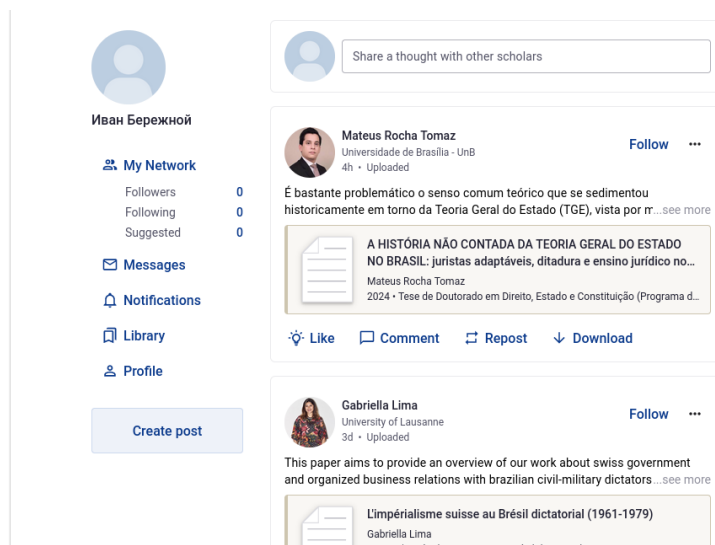 Иван Бережной
My Network
Followers 0
Following 0
Suggested 0
Messages
Notifications
Library
Profile
Create post
Share a thought with other scholars
Mateus Rocha Tomaz
Universidade de Brasília - UnB
4h • Uploaded
Follow
É bastante problemático o senso comum teórico que se sedimentou
historicamente em torno da Teoria Geral do Estado (TGE), vista por m...see more
A HISTÓRIA NÃO CONTADA DA TEORIA GERAL DO ESTADO
NO BRASIL: juristas adaptáveis, ditadura e ensino jurídico no...
Mateus Rocha Tomaz
2024 • Tese de Doutorado em Direito, Estado e Constituição (Programa d...
Like Comment Repost Download
Gabriella Lima
University of Lausanne
3d • Uploaded
Follow
This paper aims to provide an overview of our work about swiss government
and organized business relations with brazilian civil-military dictators...see more
L'impérialisme suisse au Brésil dictatorial (1961-1979)
Gabriella Lima